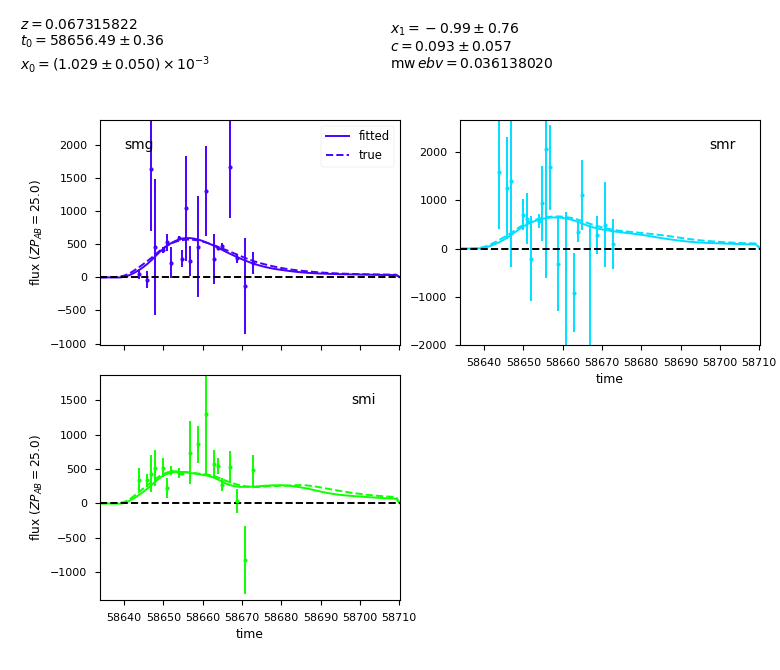 z = 0.067315822
t₀ = 58656.49 ± 0.36
x₀ = (1.029 ± 0.050) × 10⁻³
x₁ = −0.99 ± 0.76
c = 0.093 ± 0.057
mw ebv = 0.036138020
smg
fitted
true
2000
1500
1000
500
0
−500
−1000
flux (ZP_AB = 25.0)
smr
2000
1000
0
−1000
−2000
58640 58650 58660 58670 58680 58690 58700 58710
time
smi
1500
1000
500
0
−500
−1000
flux (ZP_AB = 25.0)
58640 58650 58660 58670 58680 58690 58700 58710
time